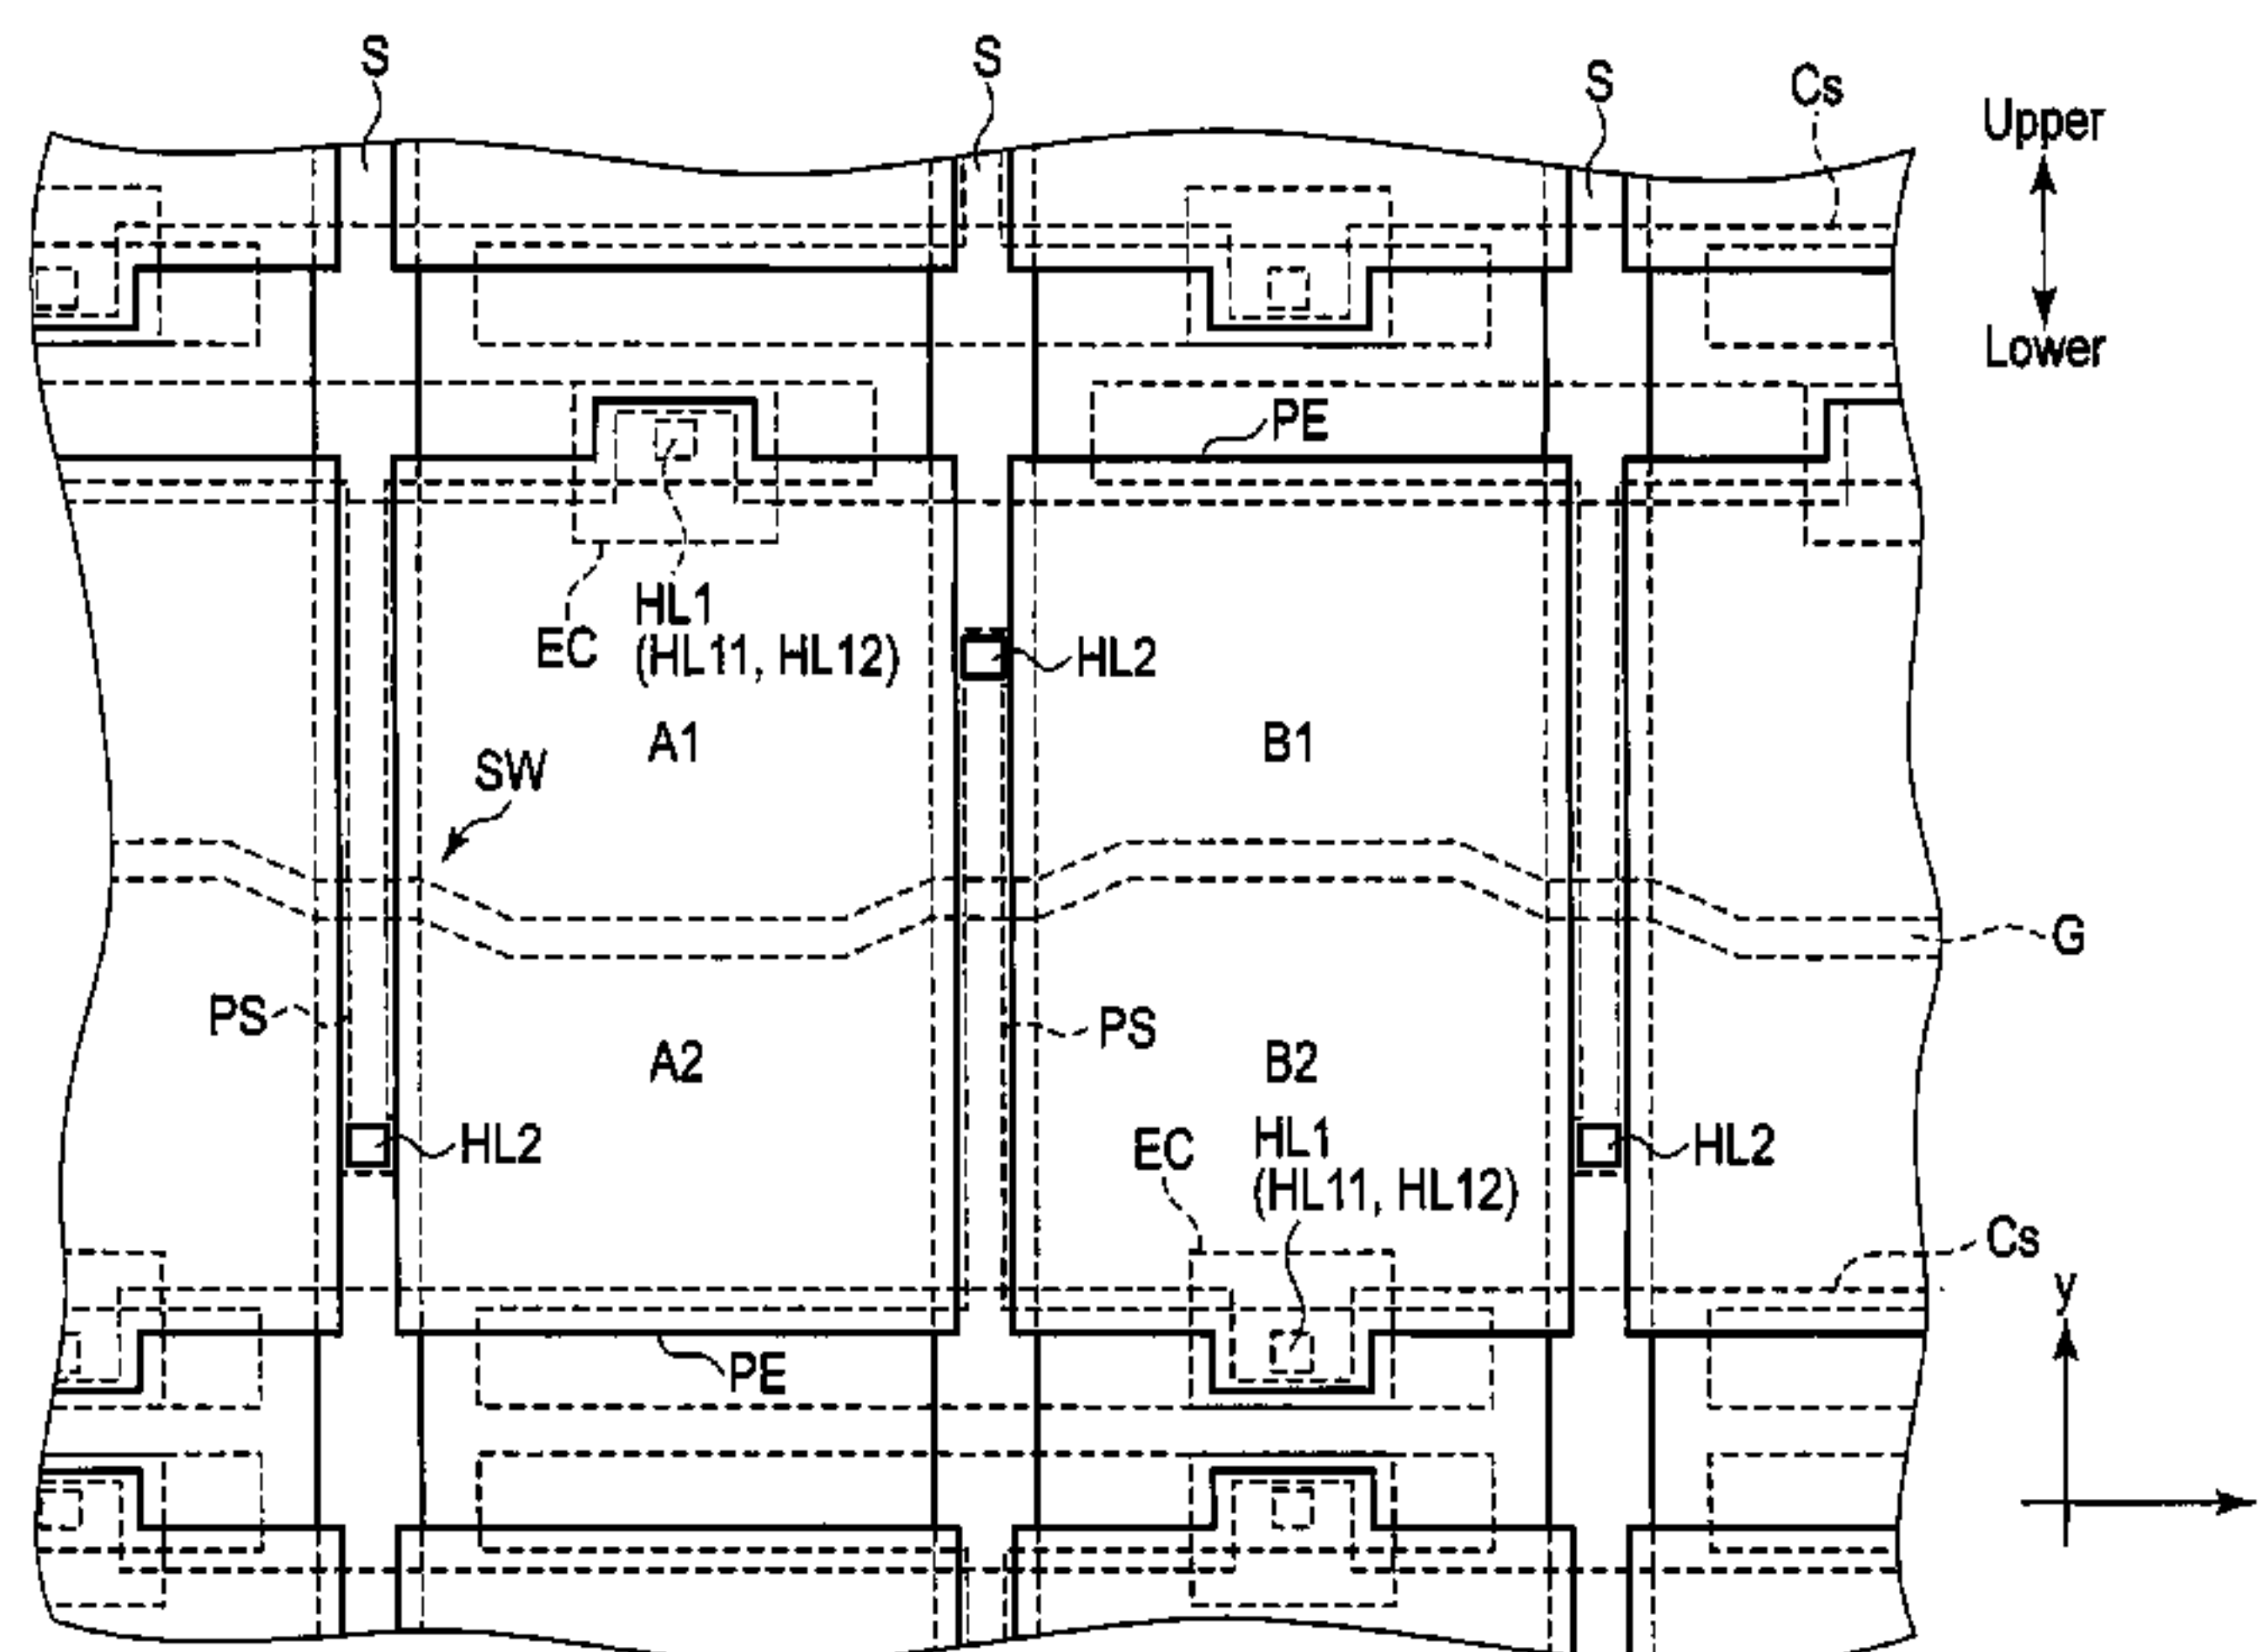 S
S
S
Cs
Upper
Lower
PE
HL1
(HL11, HL12)
EC
HL2
A1
B1
SW
G
PS
PS
A2
B2
HL2
EC
HL1
(HL11, HL12)
HL2
Cs
y
PE